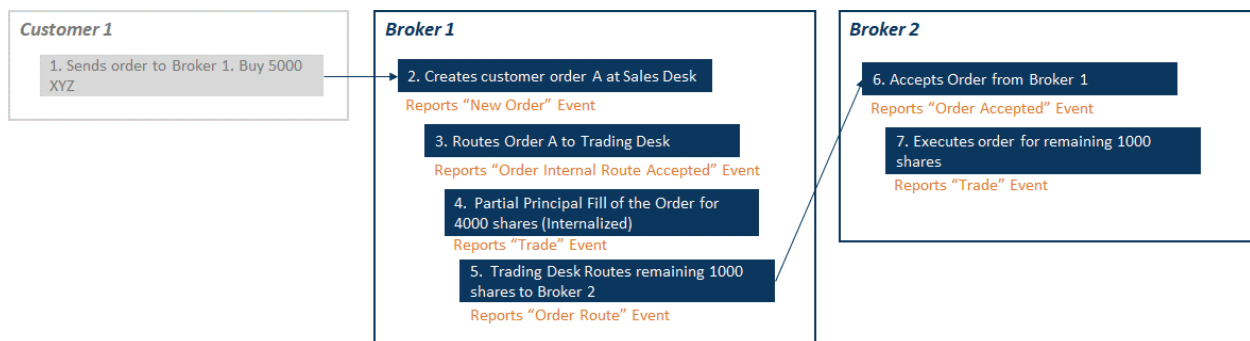 Customer 1
1. Sends order to Broker 1. Buy 5000
XYZ
Broker 1
2. Creates customer order A at Sales Desk
Reports “New Order” Event
3. Routes Order A to Trading Desk
Reports “Order Internal Route Accepted” Event
4. Partial Principal Fill of the Order for
4000 shares (Internalized)
Reports “Trade” Event
5. Trading Desk Routes remaining 1000
shares to Broker 2
Reports “Order Route” Event
Broker 2
6. Accepts Order from Broker 1
Reports “Order Accepted” Event
7. Executes order for remaining 1000
shares
Reports “Trade” Event